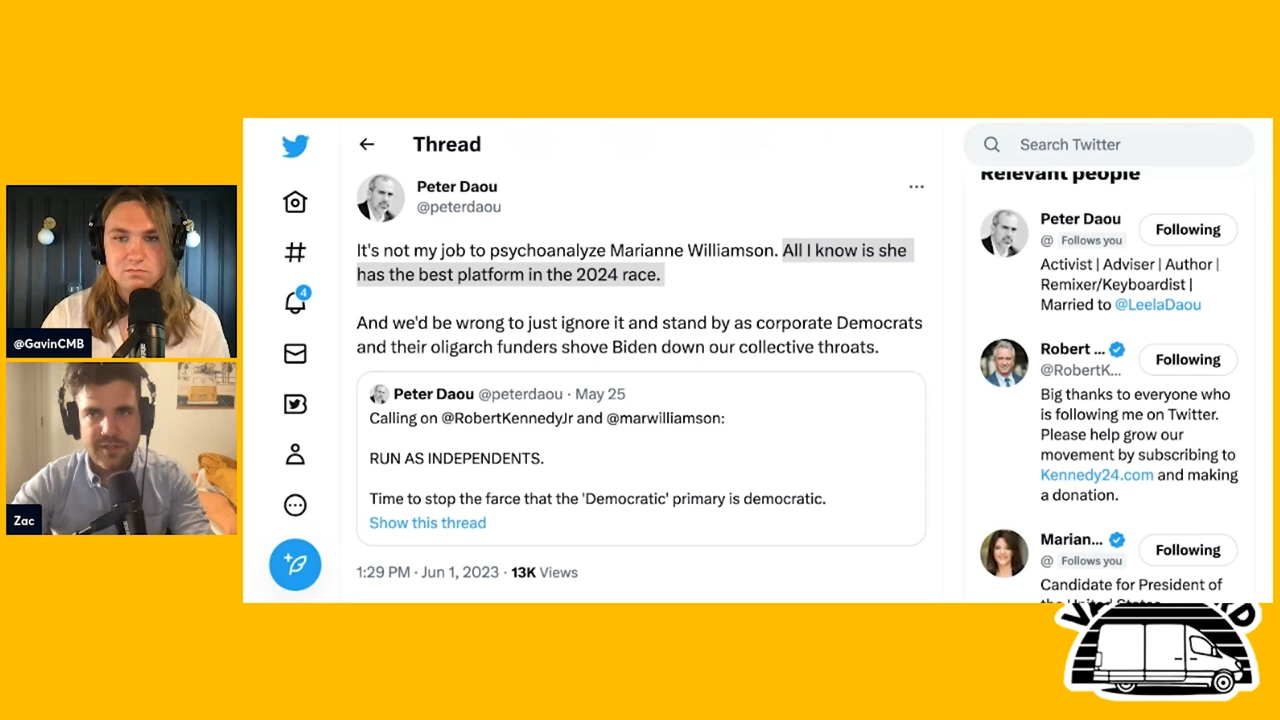 @GavinCMB
Zac
4
Thread
Peter Daou
@peterdaou
It's not my job to psychoanalyze Marianne Williamson. All I know is she
has the best platform in the 2024 race.
And we'd be wrong to just ignore it and stand by as corporate Democrats
and their oligarch funders shove Biden down our collective throats.
Peter Daou @peterdaou · May 25
Calling on @RobertKennedyJr and @marwilliamson:
RUN AS INDEPENDENTS.
Time to stop the farce that the 'Democratic' primary is democratic.
Show this thread
1:29 PM · Jun 1, 2023 · 13K Views
Search Twitter
Relevant people
Peter Daou
@ Follows you
Following
Activist | Adviser | Author |
Remixer/Keyboardist |
Married to @LeelaDaou
Robert ...
@RobertK...
Following
Big thanks to everyone who
is following me on Twitter.
Please help grow our
movement by subscribing to
Kennedy24.com and making
a donation.
Marian...
@ Follows you
Following
Candidate for President of
the United States